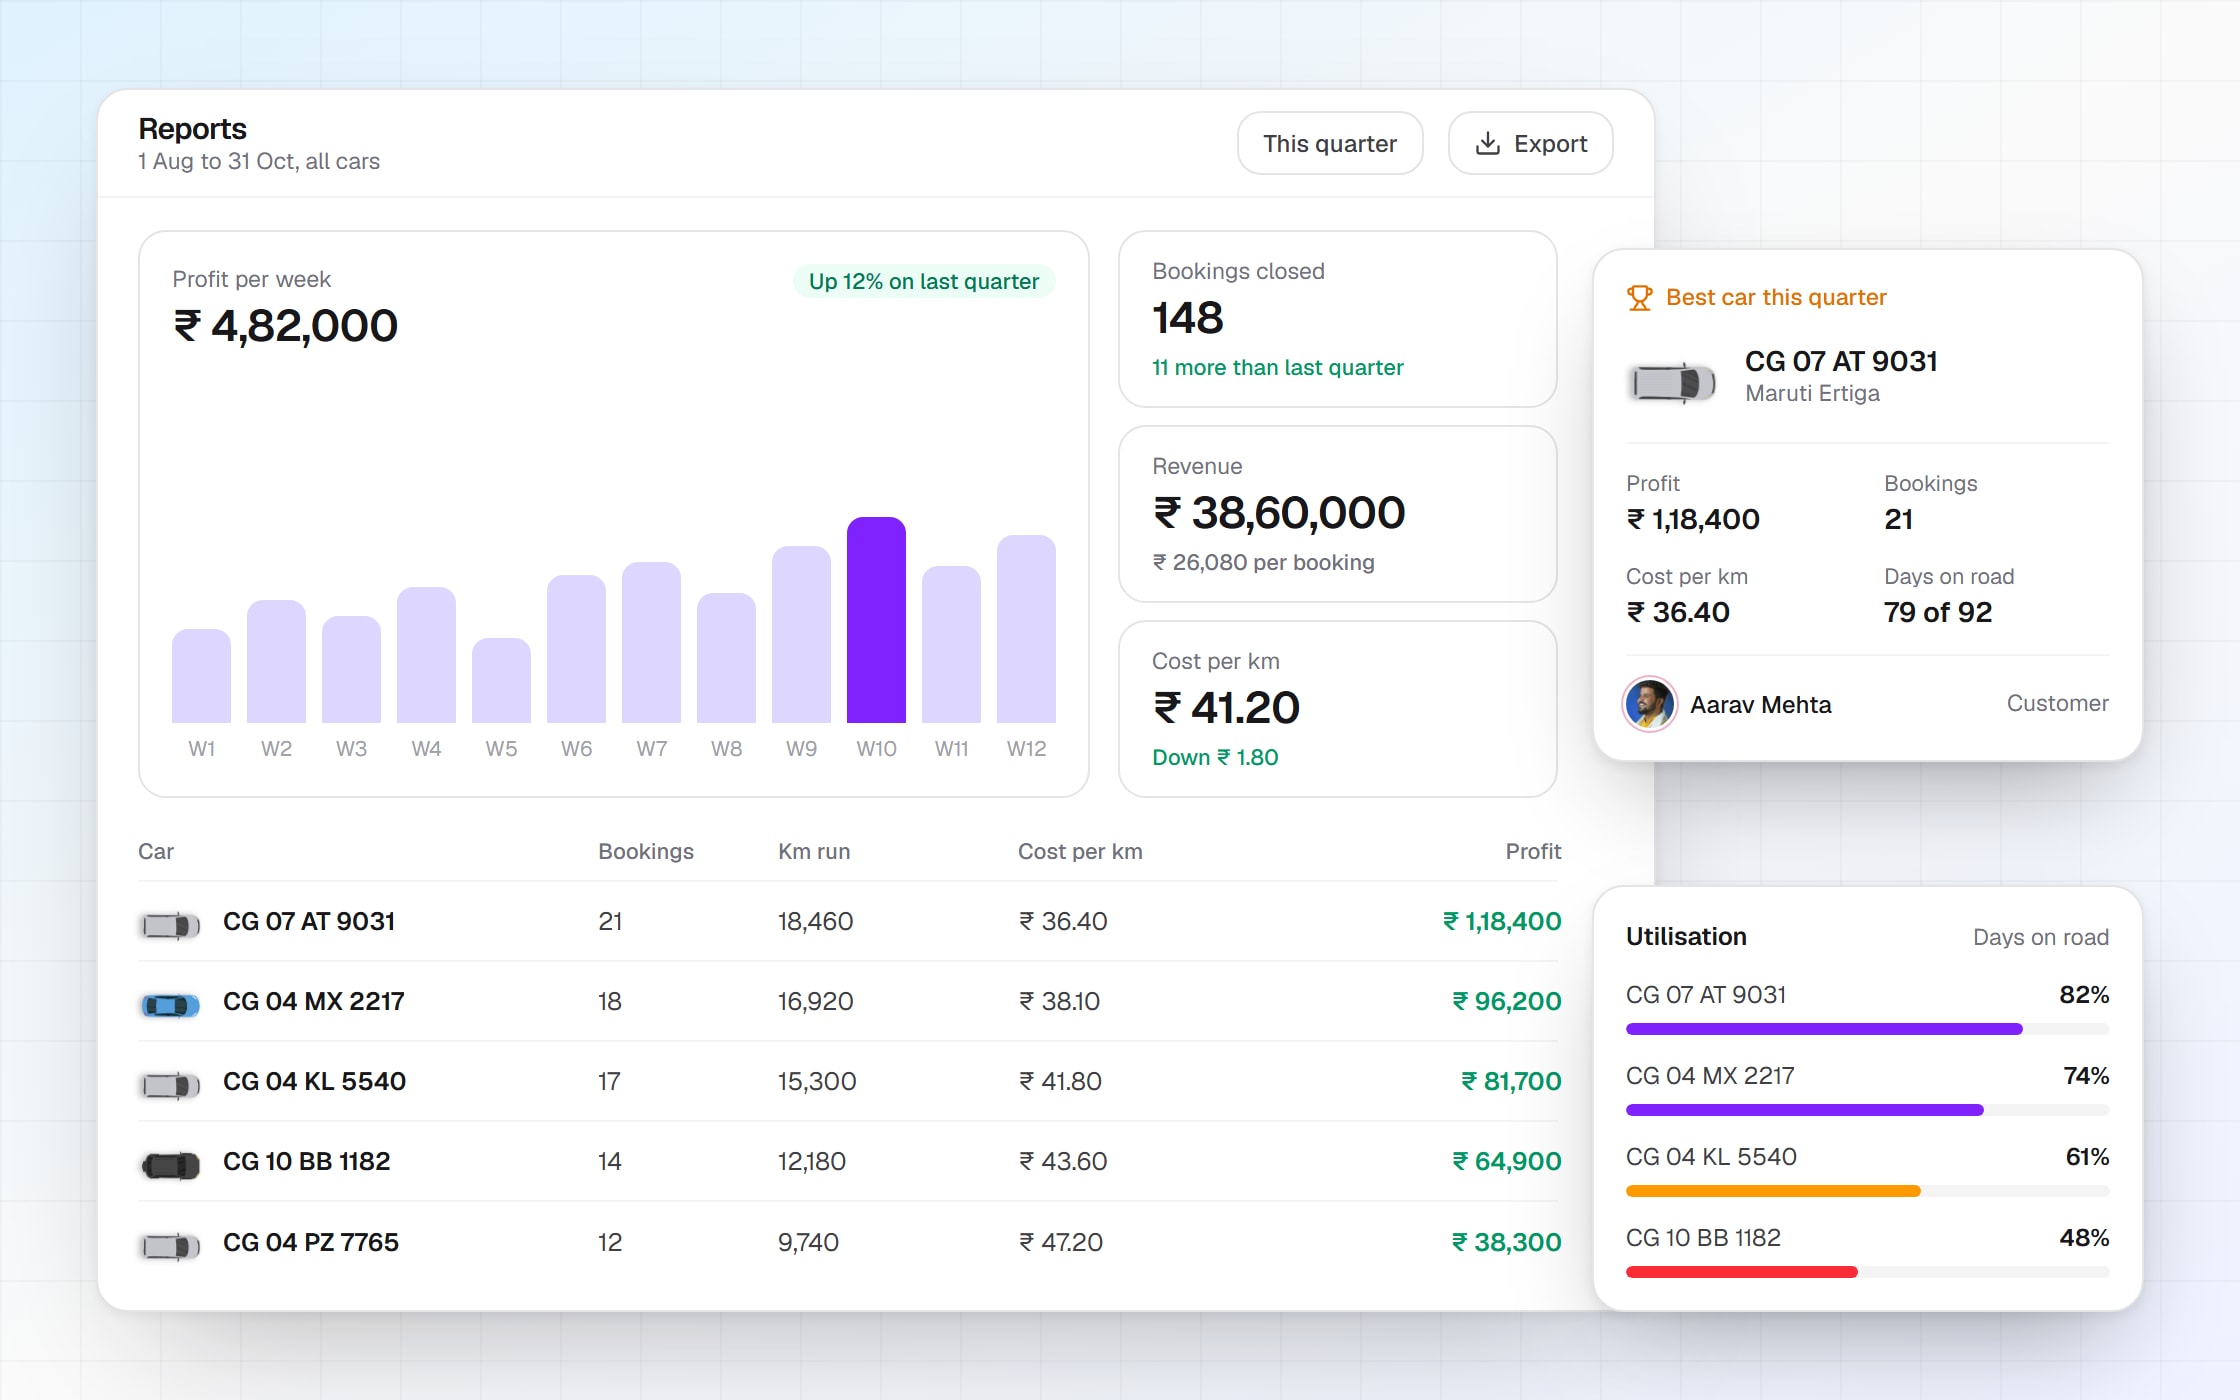 Reports
1 Aug to 31 Oct, all cars
This quarter
Export
Profit per week
₹ 4,82,000
Up 12% on last quarter
W1 W2 W3 W4 W5 W6 W7 W8 W9 W10 W11 W12
Bookings closed
148
11 more than last quarter
Revenue
₹ 38,60,000
₹ 26,080 per booking
Cost per km
₹ 41.20
Down ₹ 1.80
Car Bookings Km run Cost per km Profit
CG 07 AT 9031 21 18,460 ₹ 36.40 ₹ 1,18,400
CG 04 MX 2217 18 16,920 ₹ 38.10 ₹ 96,200
CG 04 KL 5540 17 15,300 ₹ 41.80 ₹ 81,700
CG 10 BB 1182 14 12,180 ₹ 43.60 ₹ 64,900
CG 04 PZ 7765 12 9,740 ₹ 47.20 ₹ 38,300
Best car this quarter
CG 07 AT 9031
Maruti Ertiga
Profit Bookings
₹ 1,18,400 21
Cost per km Days on road
₹ 36.40 79 of 92
Aarav Mehta Customer
Utilisation Days on road
CG 07 AT 9031 82%
CG 04 MX 2217 74%
CG 04 KL 5540 61%
CG 10 BB 1182 48%